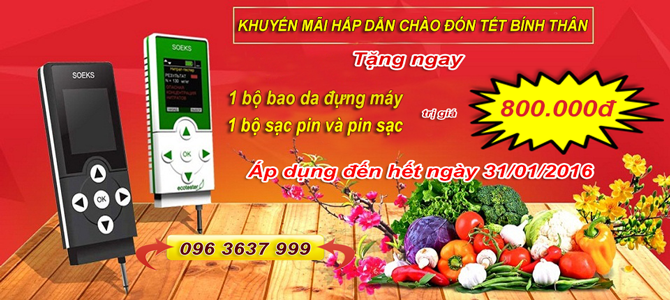 KHUYẾN MÃI HẤP DẪN CHÀO ĐÓN TẾT BÍNH THÂN
Tặng ngay
1 bộ bao da đựng máy
1 bộ sạc pin và pin sạc
trị giá
800.000đ
Áp dụng đến hết ngày 31/01/2016
096 3637 999
SOEKS
OK
SOEKS
РЕЗУЛЬТАТ
OK
ecotester